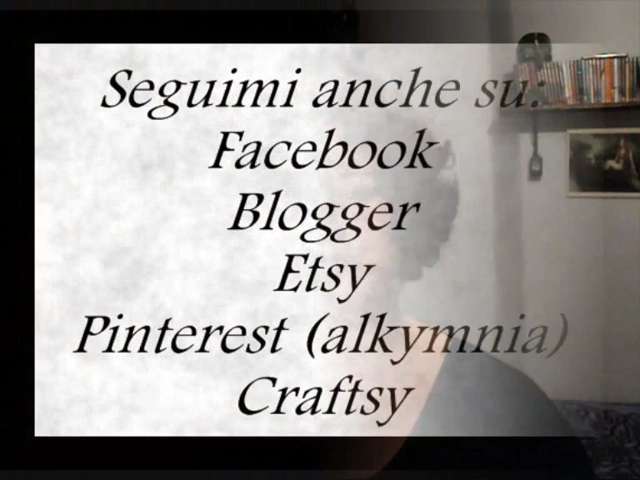 Seguimi anche su:
Facebook
Blogger
Etsy
Pinterest (alkymnia)
Craftsy